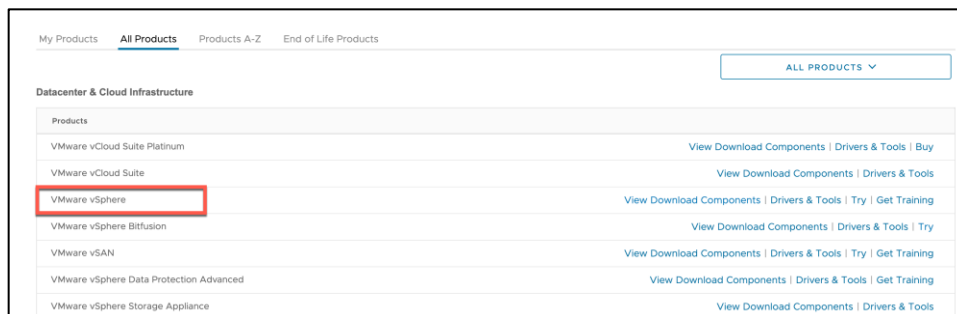 My Products All Products Products A-Z End of Life Products
ALL PRODUCTS
Datacenter & Cloud Infrastructure
Products
VMware vCloud Suite Platinum View Download Components | Drivers & Tools | Buy
VMware vCloud Suite View Download Components | Drivers & Tools
VMware vSphere View Download Components | Drivers & Tools | Try | Get Training
VMware vSphere Bitfusion View Download Components | Drivers & Tools | Try
VMware vSAN View Download Components | Drivers & Tools | Try | Get Training
VMware vSphere Data Protection Advanced View Download Components | Drivers & Tools | Get Training
VMware vSphere Storage Appliance View Download Components | Drivers & Tools